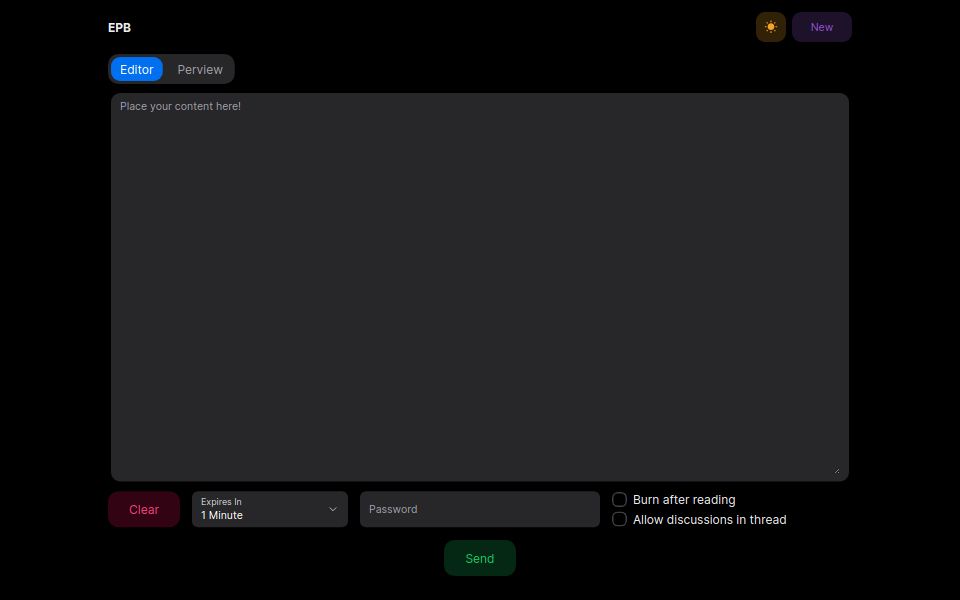 EPB
New
Editor
Perview
Place your content here!
Clear
Expires In
1 Minute
Password
Burn after reading
Allow discussions in thread
Send